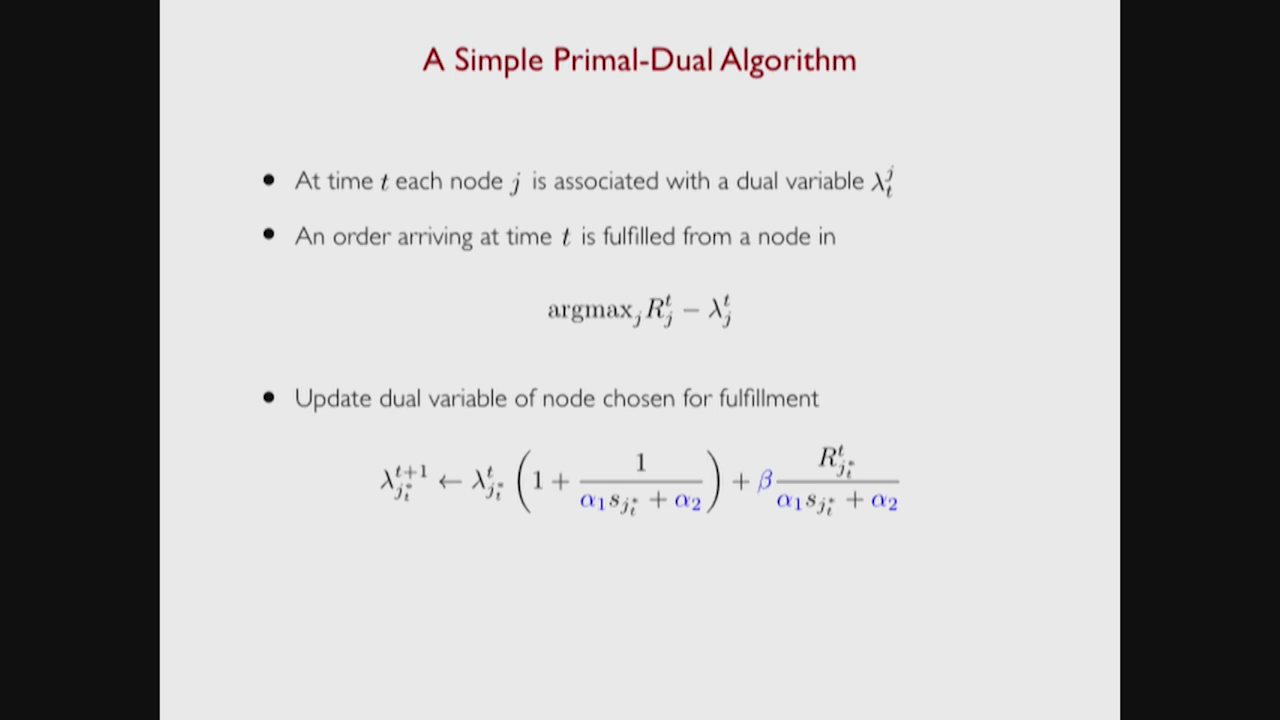 A Simple Primal-Dual Algorithm
• At time t each node j is associated with a dual variable λ_t^j
• An order arriving at time t is fulfilled from a node in
argmax_j R_j^t − λ_j^t
• Update dual variable of node chosen for fulfillment
λ_{j_t^*}^{t+1} ← λ_{j_t^*}^t (1 + 1/(α_1 s_{j_t^*} + α_2)) + β R_{j_t^*}^t/(α_1 s_{j_t^*} + α_2)